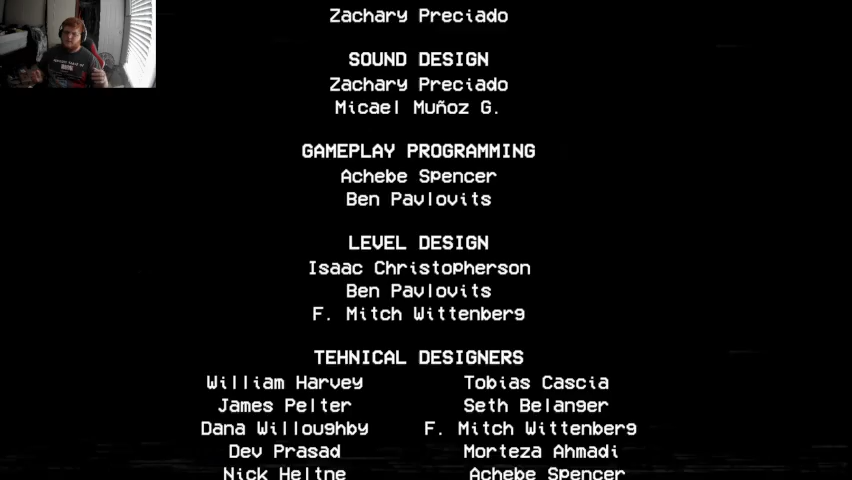 Zachary Preciado
SOUND DESIGN
Zachary Preciado
Micael Muñoz G.
GAMEPLAY PROGRAMMING
Achebe Spencer
Ben Pavlovits
LEVEL DESIGN
Isaac Christopherson
Ben Pavlovits
F. Mitch Wittenberg
TEHNICAL DESIGNERS
William Harvey Tobias Cascia
James Pelter Seth Belanger
Dana Willoughby F. Mitch Wittenberg
Dev Prasad Morteza Ahmadi
Nick Heltne Achebe Spencer